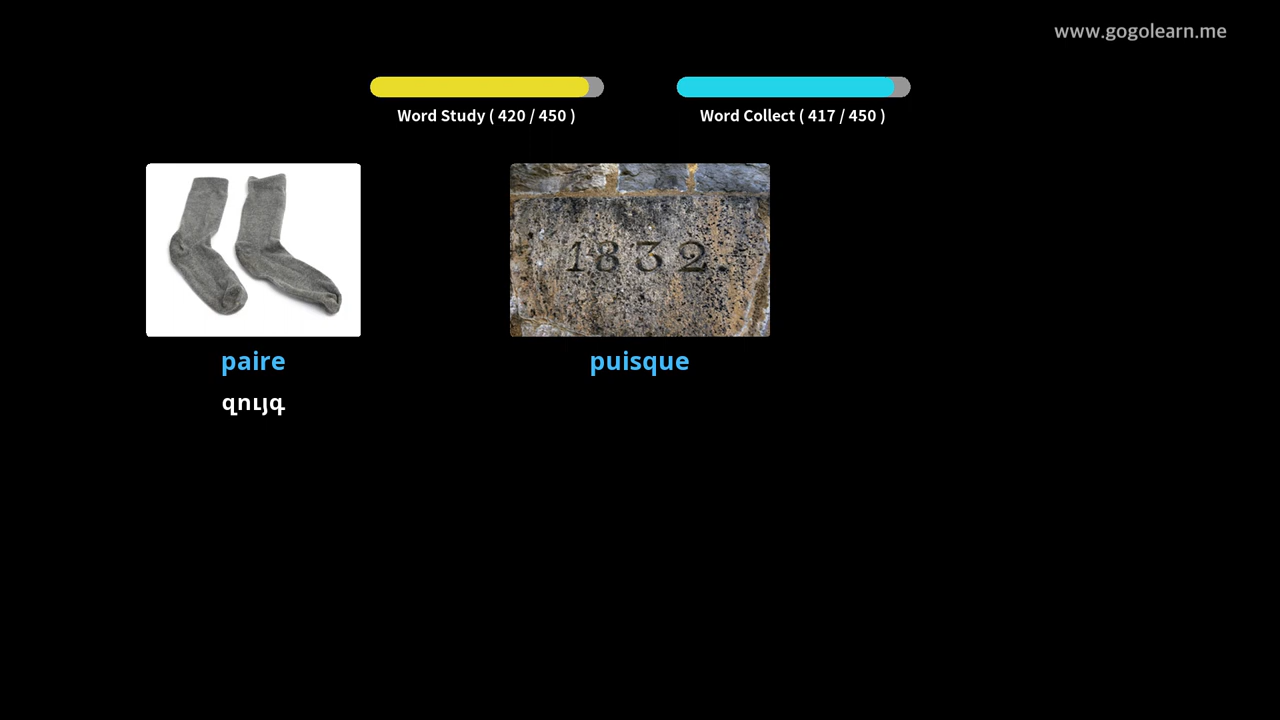 www.gogolearn.me
Word Study ( 420 / 450 )
Word Collect ( 417 / 450 )
1832.
paire
puisque
զույգ